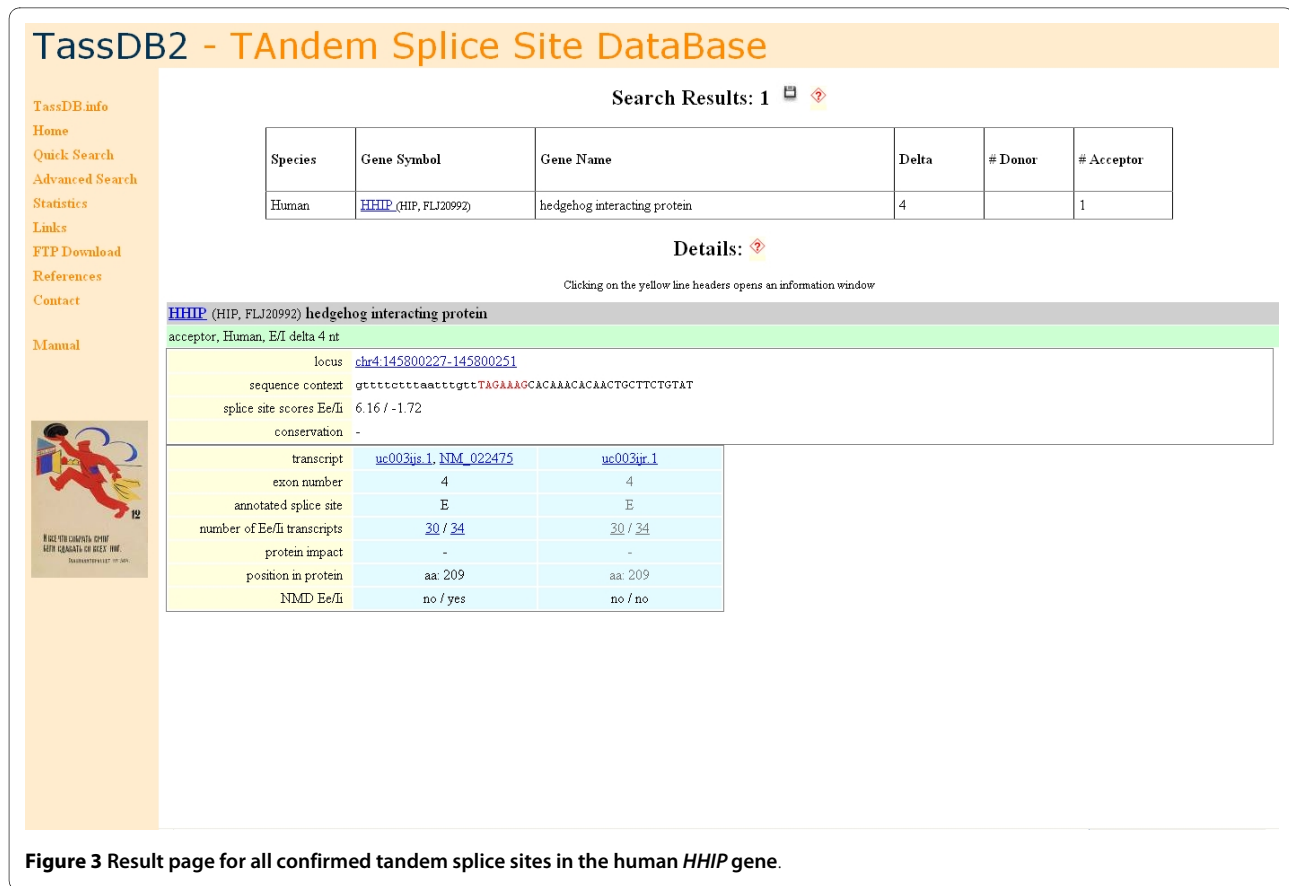 TassDB2 - TAndem Splice Site DataBase
TassDB.info
Home
Quick Search
Advanced Search
Statistics
Links
FTP Download
References
Contact
Manual
Search Results: 1
Species Gene Symbol Gene Name Delta # Donor # Acceptor
Human HHIP (HIP, FLJ20992) hedgehog interacting protein 4 1
Details:
Clicking on the yellow line headers opens an information window
HHIP (HIP, FLJ20992) hedgehog interacting protein
acceptor, Human, E/I delta 4 nt
locus chr4:145800227-145800251
sequence context gttttctttaatttgttTAGAAAGCACAAACACAACTGCTTCTGTAT
splice site scores Ee/Ii 6.16 / -1.72
conservation -
transcript uc003ijs.1, NM_022475 uc003ijr.1
exon number 4 4
annotated splice site E E
number of Ee/Ii transcripts 30 / 34 30 / 34
protein impact - -
position in protein aa: 209 aa: 209
NMD Ee/Ii no / yes no / no
12
Figure 3 Result page for all confirmed tandem splice sites in the human HHIP gene.